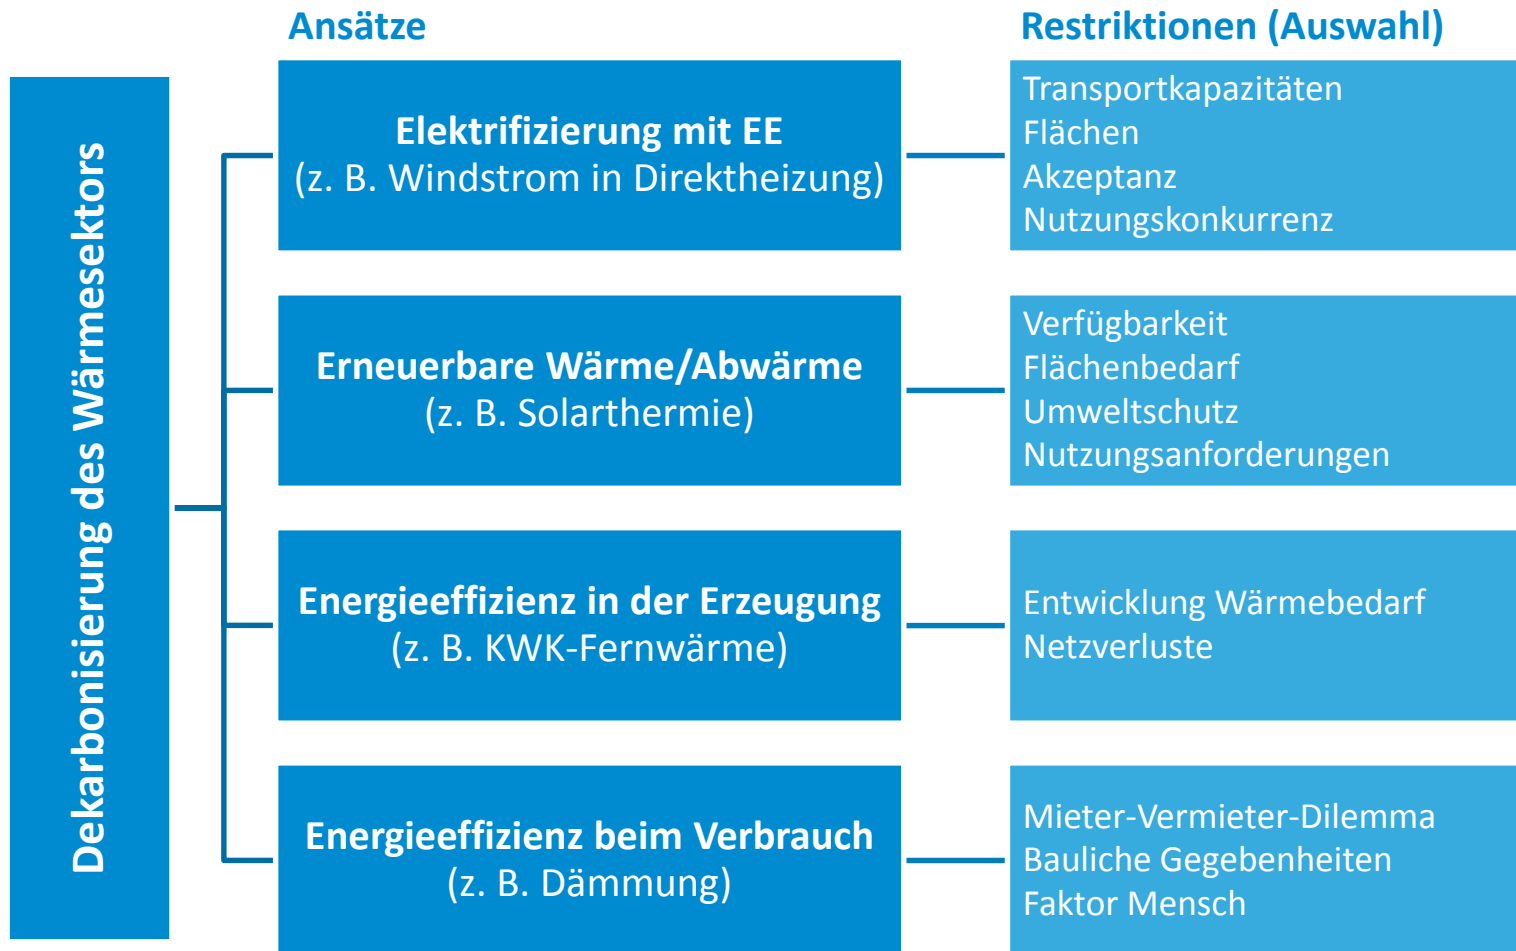 Ansätze
Restriktionen (Auswahl)
Dekarbonisierung des Wärmesektors
Elektrifizierung mit EE
(z. B. Windstrom in Direktheizung)
Transportkapazitäten
Flächen
Akzeptanz
Nutzungskonkurrenz
Erneuerbare Wärme/Abwärme
(z. B. Solarthermie)
Verfügbarkeit
Flächenbedarf
Umweltschutz
Nutzungsanforderungen
Energieeffizienz in der Erzeugung
(z. B. KWK-Fernwärme)
Entwicklung Wärmebedarf
Netzverluste
Energieeffizienz beim Verbrauch
(z. B. Dämmung)
Mieter-Vermieter-Dilemma
Bauliche Gegebenheiten
Faktor Mensch